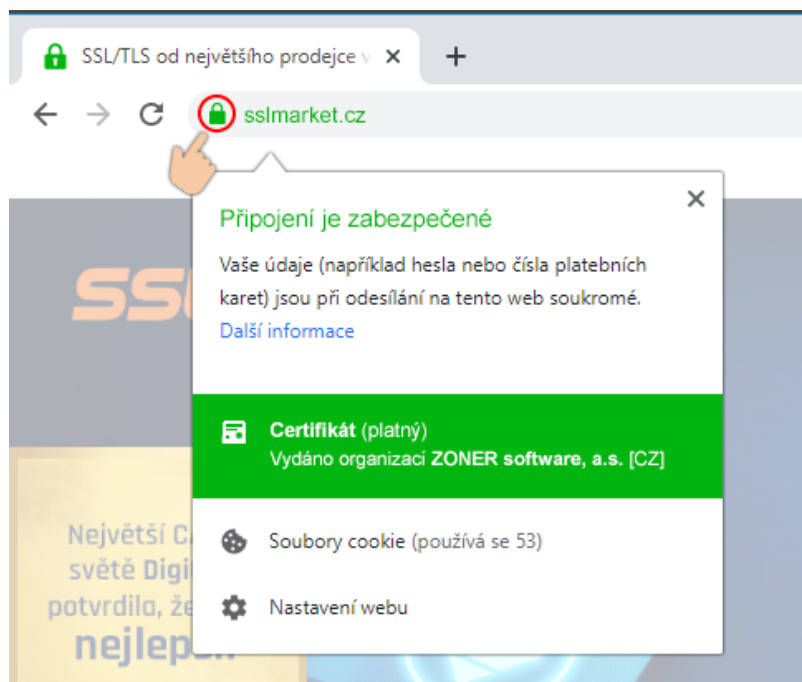 SSL/TLS od největšího prodejce v
sslmarket.cz
Připojení je zabezpečené
Vaše údaje (například hesla nebo čísla platebních
karet) jsou při odesílání na tento web soukromé.
Další informace
SSL
Certifikát (platný)
Vydáno organizací ZONER software, a.s. [CZ]
Soubory cookie (používá se 53)
Nastavení webu
Největší
světě
potvrdila,